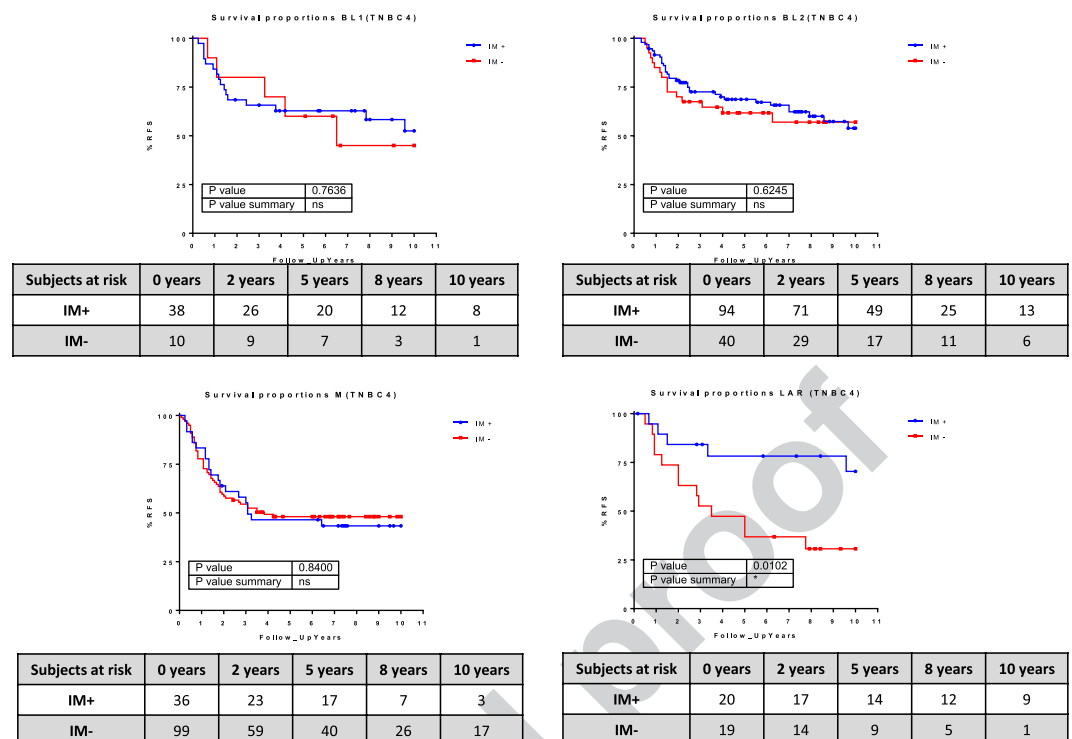 Survival proportions BL1(TNBC4)
100
75
50
25
0
% RFS
IM +
IM -
P value 0.7636
P value summary ns
0 1 2 3 4 5 6 7 8 9 10 11
Follow_UpYears
Subjects at risk 0 years 2 years 5 years 8 years 10 years
IM+ 38 26 20 12 8
IM- 10 9 7 3 1
Survival proportions BL2(TNBC4)
100
75
50
25
0
% RFS
IM +
IM -
P value 0.6245
P value summary ns
0 1 2 3 4 5 6 7 8 9 10 11
Follow_UpYears
Subjects at risk 0 years 2 years 5 years 8 years 10 years
IM+ 94 71 49 25 13
IM- 40 29 17 11 6
Survival proportions M(TNBC4)
100
75
50
25
0
% RFS
IM +
IM -
P value 0.8400
P value summary ns
0 1 2 3 4 5 6 7 8 9 10 11
Follow_UpYears
Subjects at risk 0 years 2 years 5 years 8 years 10 years
IM+ 36 23 17 7 3
IM- 99 59 40 26 17
Survival proportions LAR (TNBC4)
100
75
50
25
0
% RFS
IM +
IM -
P value 0.0102
P value summary *
0 1 2 3 4 5 6 7 8 9 10 11
Follow_UpYears
Subjects at risk 0 years 2 years 5 years 8 years 10 years
IM+ 20 17 14 12 9
IM- 19 14 9 5 1
proof